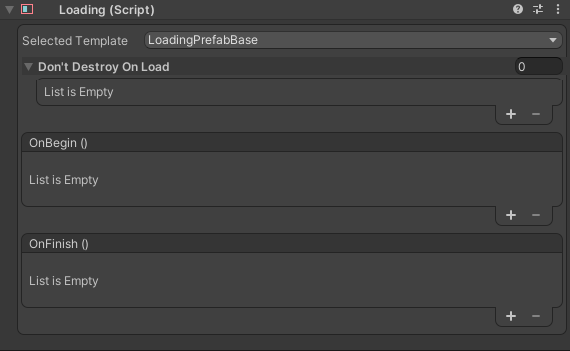 Loading (Script)
Selected Template LoadingPrefabBase
Don't Destroy On Load 0
List is Empty
OnBegin ()
List is Empty
OnFinish ()
List is Empty